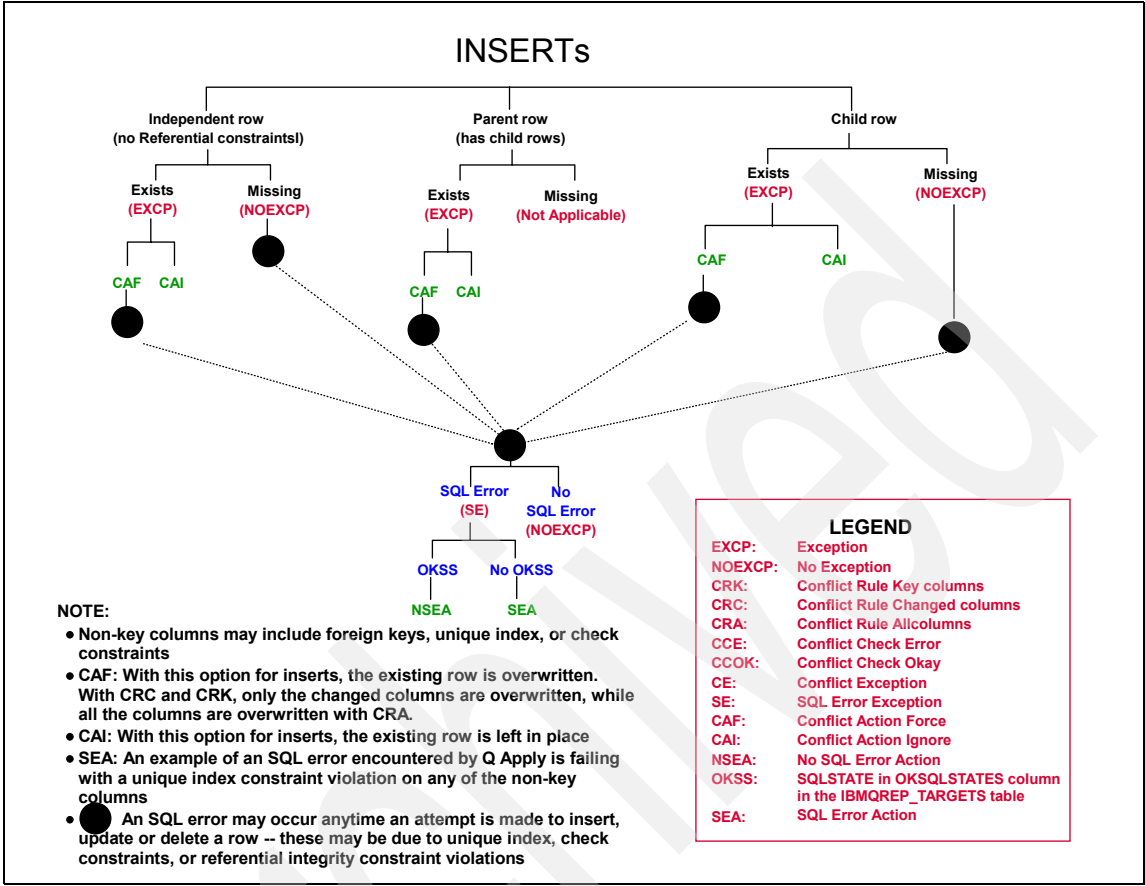 INSERTs
Independent row
(no Referential constraintsI)
Parent row
(has child rows)
Child row
Exists
(EXCP)
Missing
(NOEXCP)
Exists
(EXCP)
Missing
(Not Applicable)
Exists
(EXCP)
Missing
(NOEXCP)
CAF
CAI
CAF
CAI
CAF
CAI
SQL Error
(SE)
No
SQL Error
(NOEXCP)
OKSS
No OKSS
NSEA
SEA
NOTE:
• Non-key columns may include foreign keys, unique index, or check
constraints
• CAF: With this option for inserts, the existing row is overwritten.
With CRC and CRK, only the changed columns are overwritten, while
all the columns are overwritten with CRA.
• CAI: With this option for inserts, the existing row is left in place
• SEA: An example of an SQL error encountered by Q Apply is failing
with a unique index constraint violation on any of the non-key
columns
• An SQL error may occur anytime an attempt is made to insert,
update or delete a row -- these may be due to unique index, check
constraints, or referential integrity constraint violations
LEGEND
EXCP: Exception
NOEXCP: No Exception
CRK: Conflict Rule Key columns
CRC: Conflict Rule Changed columns
CRA: Conflict Rule Allcolumns
CCE: Conflict Check Error
CCOK: Conflict Check Okay
CE: Conflict Exception
SE: SQL Error Exception
CAF: Conflict Action Force
CAI: Conflict Action Ignore
NSEA: No SQL Error Action
OKSS: SQLSTATE in OKSQLSTATES column
in the IBMQREP_TARGETS table
SEA: SQL Error Action